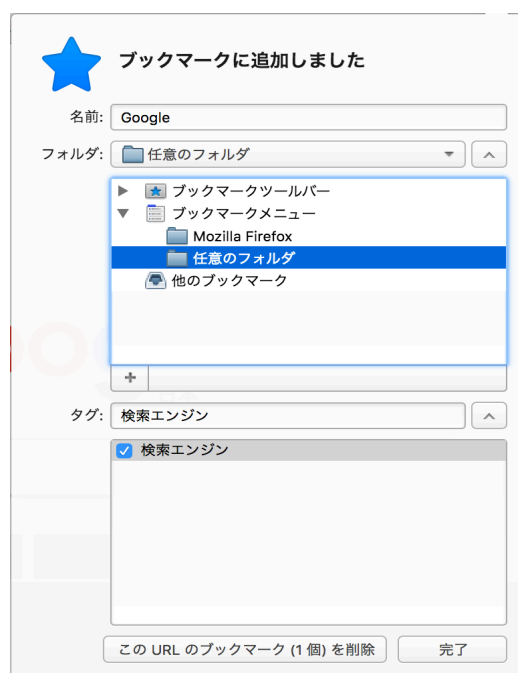 ブックマークに追加しました
名前: Google
フォルダ: 任意のフォルダ
ブックマークツールバー
ブックマークメニュー
Mozilla Firefox
任意のフォルダ
他のブックマーク
+
タグ: 検索エンジン
検索エンジン
この URL のブックマーク (1 個) を削除 完了